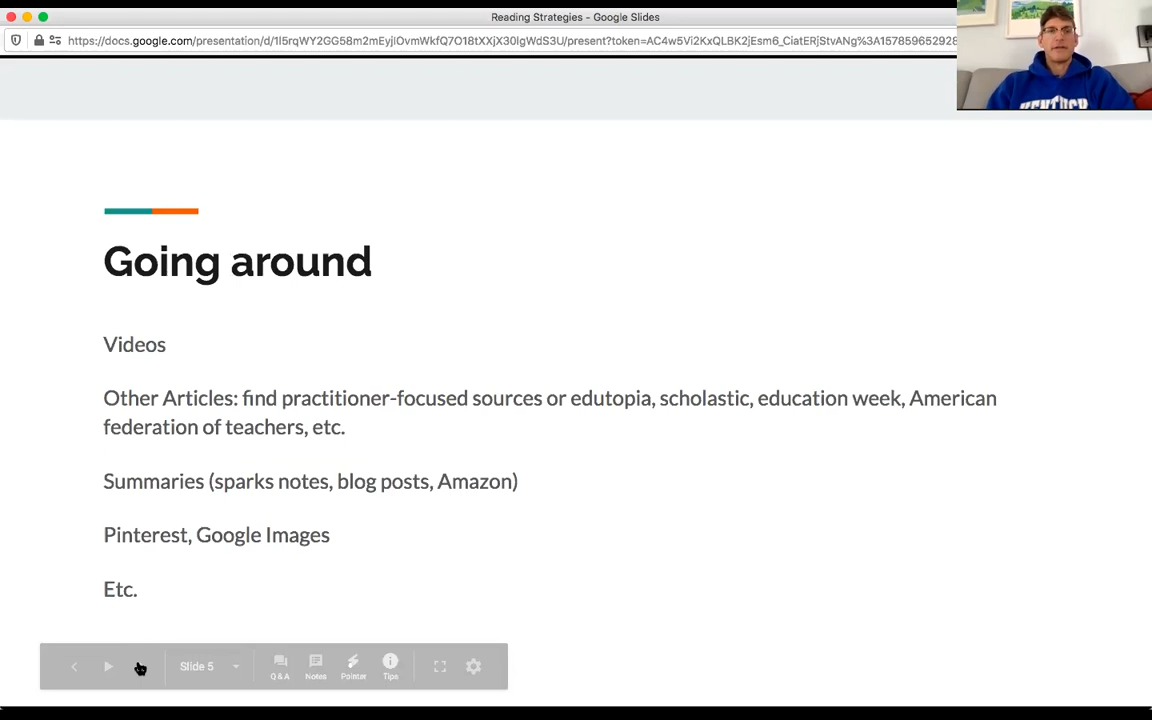 Reading Strategies - Google Slides
Going around
Videos
Other Articles: find practitioner-focused sources or edutopia, scholastic, education week, American
federation of teachers, etc.
Summaries (sparks notes, blog posts, Amazon)
Pinterest, Google Images
Etc.
Slide 5
Q & A
Notes
Pointer
Tips